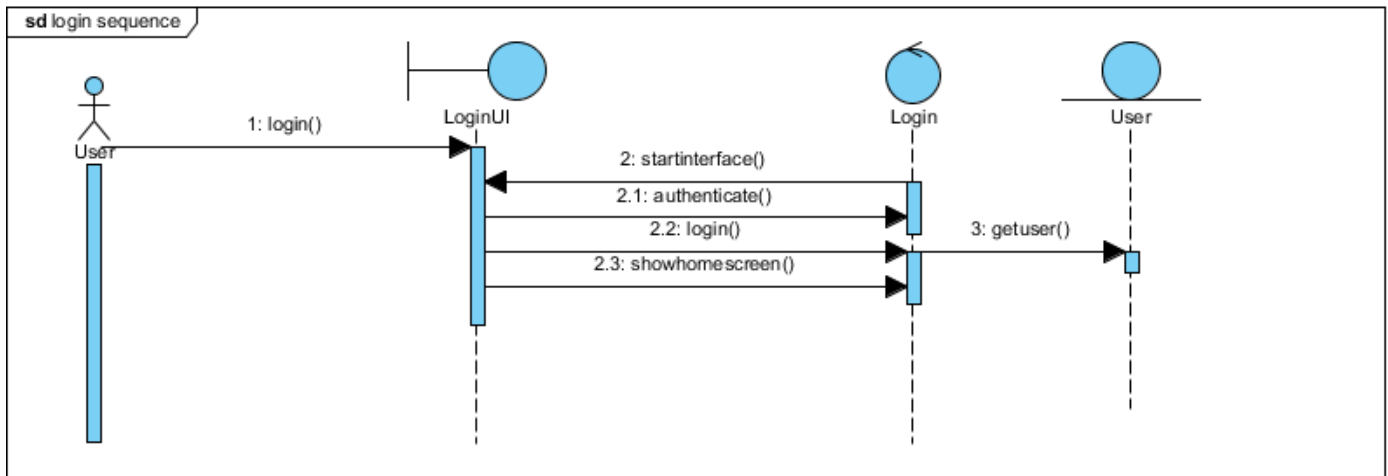 sd login sequence
LoginUI
Login
User
1: login()
User
2: startinterface()
2.1: authenticate()
2.2: login()
3: getuser()
2.3: showhomescreen()